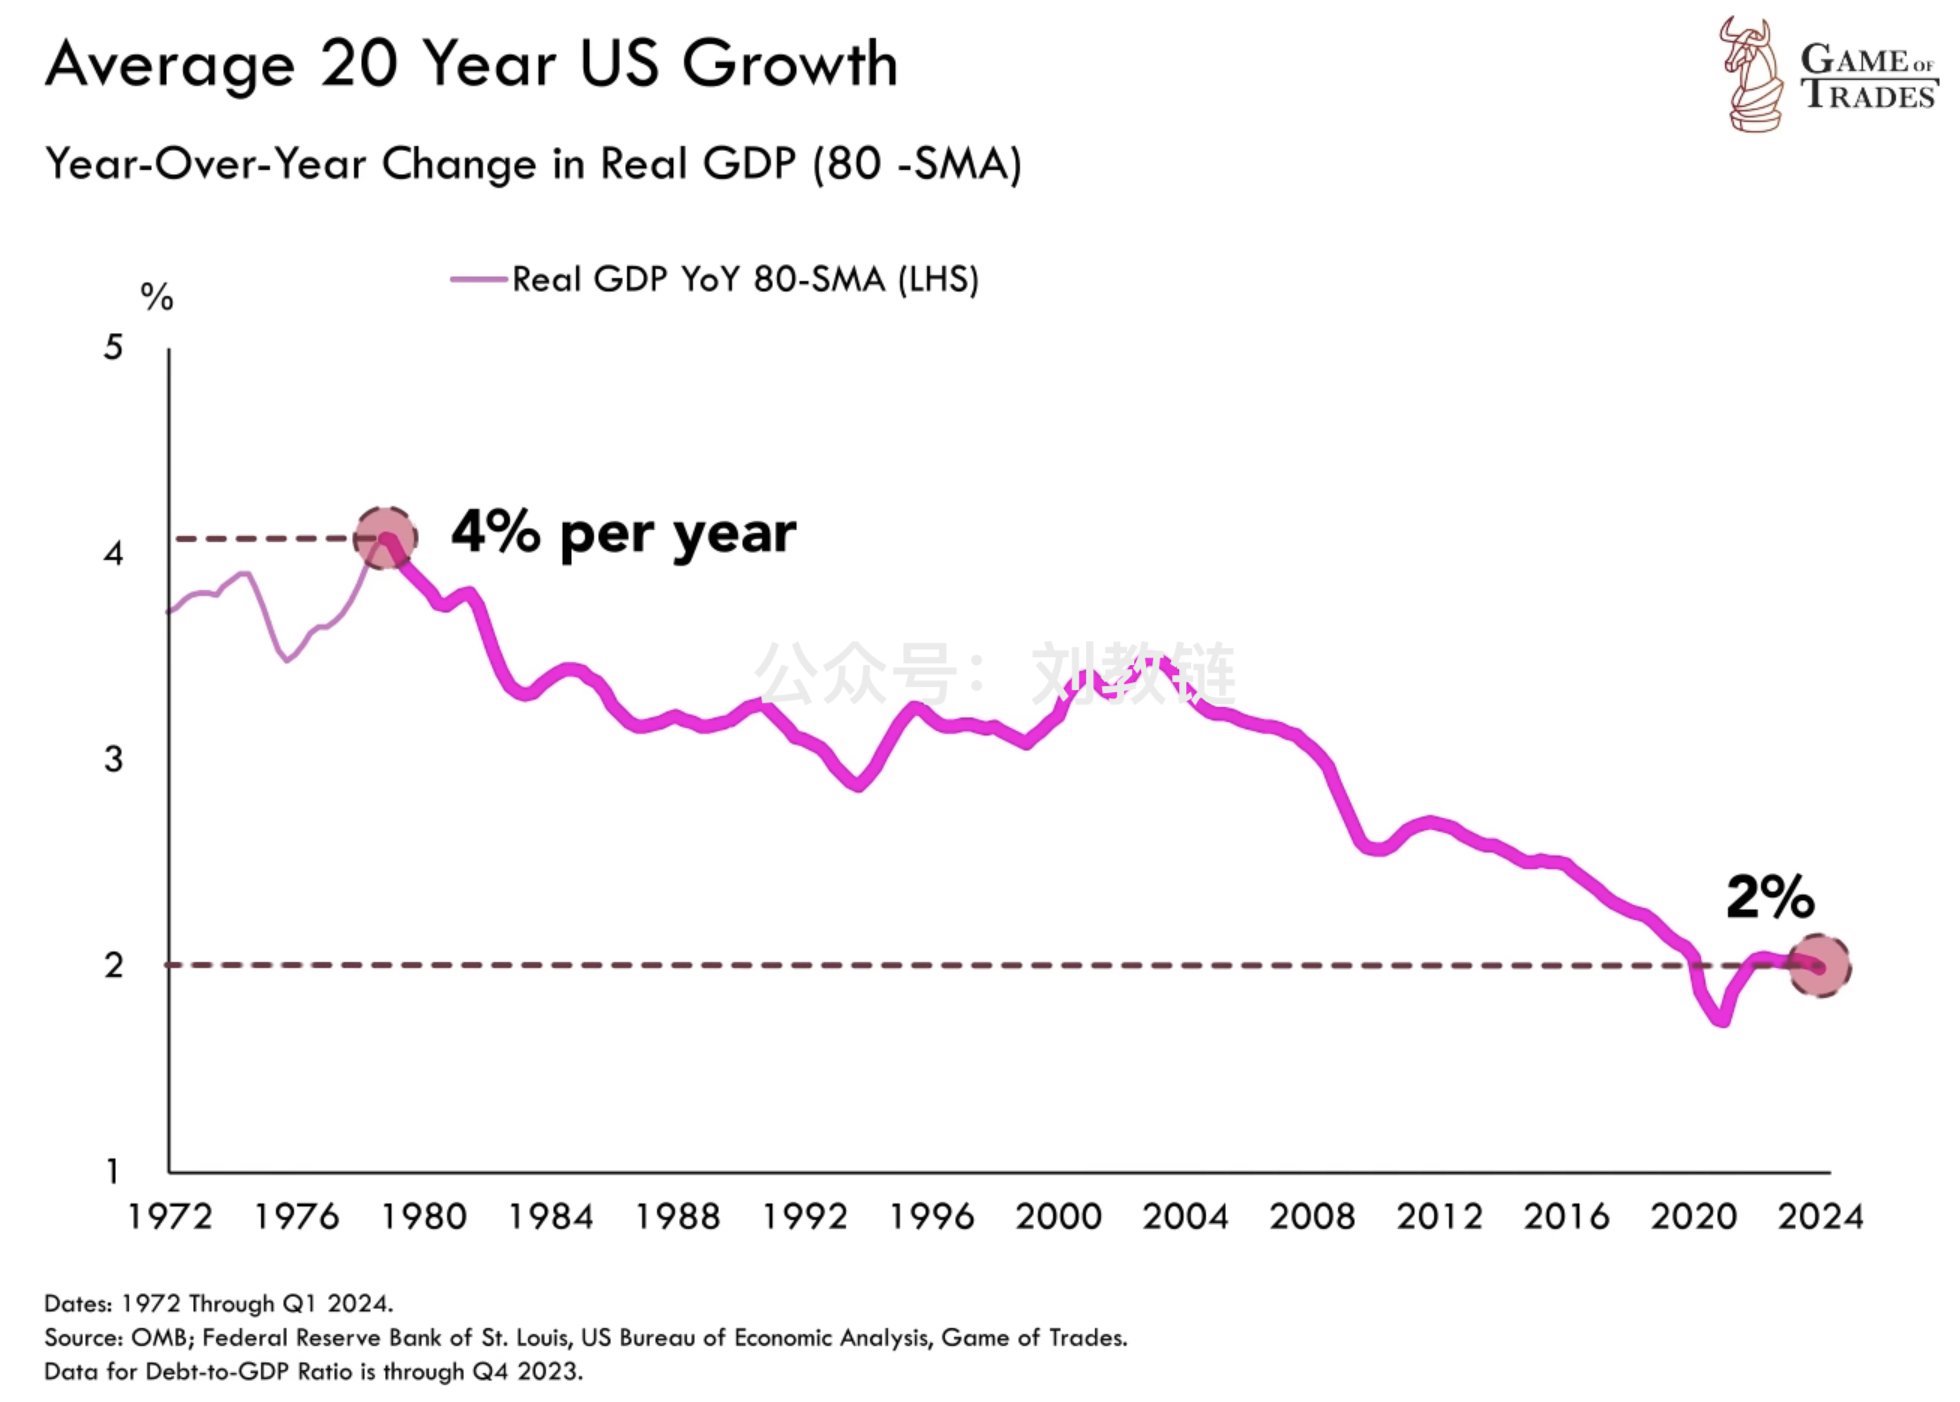 Average 20 Year US Growth
GAME OF
TRADES
Year-Over-Year Change in Real GDP (80 -SMA)
Real GDP YoY 80-SMA (LHS)
%
5
4% per year
4
公众号：刘教链
3
2%
2
1
1972 1976 1980 1984 1988 1992 1996 2000 2004 2008 2012 2016 2020 2024
Dates: 1972 Through Q1 2024.
Source: OMB; Federal Reserve Bank of St. Louis, US Bureau of Economic Analysis, Game of Trades.
Data for Debt-to-GDP Ratio is through Q4 2023.